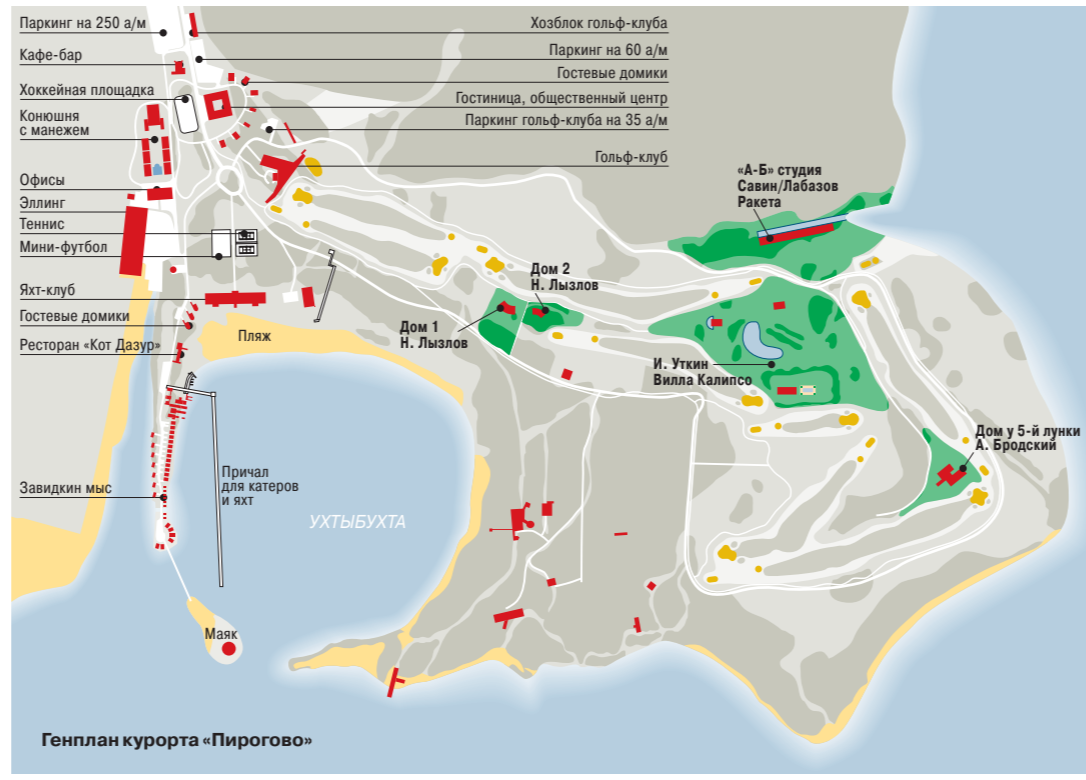 Паркинг на 250 а/м
Кафе-бар
Хоккейная площадка
Конюшня
с манежем
Офисы
Эллинг
Теннис
Мини-футбол
Яхт-клуб
Гостевые домики
Ресторан «Кот Дазур»
Завидкин мыс
Хозблок гольф-клуба
Паркинг на 60 а/м
Гостевые домики
Гостиница, общественный центр
Паркинг гольф-клуба на 35 а/м
Гольф-клуб
«А-Б» студия
Савин/Лабазов
Ракета
Дом 2
Н. Лызлов
Дом 1
Н. Лызлов
Пляж
И. Уткин
Вилла Калипсо
Дом у 5-й лунки
А. Бродский
Причал
для катеров
и яхт
УХТЫБУХТА
Маяк
Генплан курорта «Пирогово»